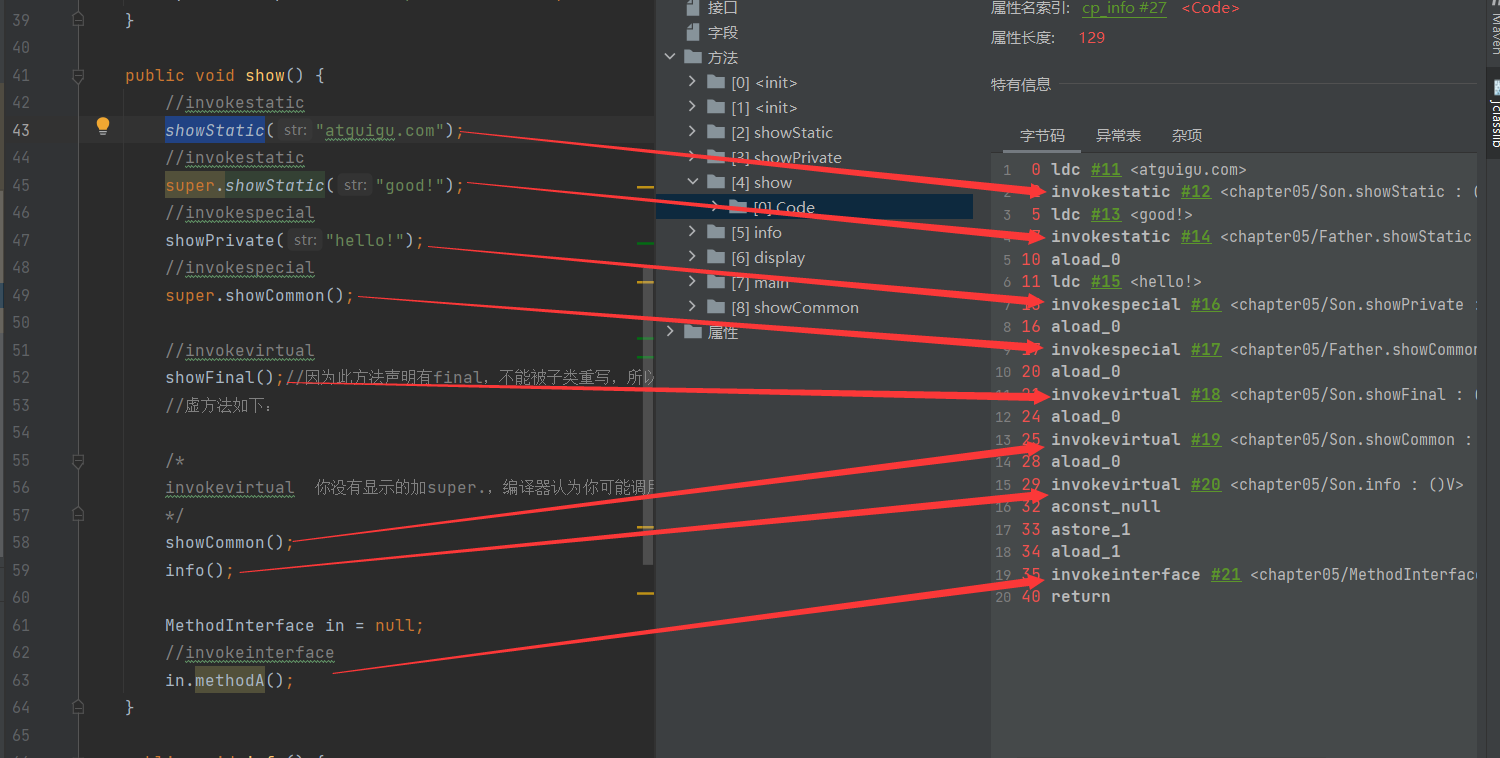 39 }
40
41 public void show() {
42 //invokestatic
43 showStatic( str: "atguigu.com");
44 //invokestatic
45 super.showStatic( str: "good!");
46 //invokespecial
47 showPrivate( str: "hello!");
48 //invokespecial
49 super.showCommon();
50
51 //invokevirtual
52 showFinal();//因为此方法声明有final，不能被子类重写，所以
53 //虚方法如下：
54
55 /*
56 invokevirtual 你没有显示的加super.，编译器认为你可能调用
57 */
58 showCommon();
59 info();
60
61 MethodInterface in = null;
62 //invokeinterface
63 in.methodA();
64 }
65
接口
字段
方法
[0] <init>
[1] <init>
[2] showStatic
[3] showPrivate
[4] show
[0] Code
[5] info
[6] display
[7] main
[8] showCommon
属性
属性名索引: cp_info #27 <Code>
属性长度: 129
特有信息
字节码 异常表 杂项
1 0 ldc #11 <atguigu.com>
2 invokestatic #12 <chapter05/Son.showStatic : (
3 5 ldc #13 <good!>
4 7 invokestatic #14 <chapter05/Father.showStatic
5 10 aload_0
6 11 ldc #15 <hello!>
7 13 invokespecial #16 <chapter05/Son.showPrivate :
8 16 aload_0
9 17 invokespecial #17 <chapter05/Father.showCommon
10 20 aload_0
11 21 invokevirtual #18 <chapter05/Son.showFinal : (
12 24 aload_0
13 25 invokevirtual #19 <chapter05/Son.showCommon :
14 28 aload_0
15 29 invokevirtual #20 <chapter05/Son.info : ()V>
16 32 aconst_null
17 33 astore_1
18 34 aload_1
19 35 invokeinterface #21 <chapter05/MethodInterface
20 40 return
Maven
jclasslib